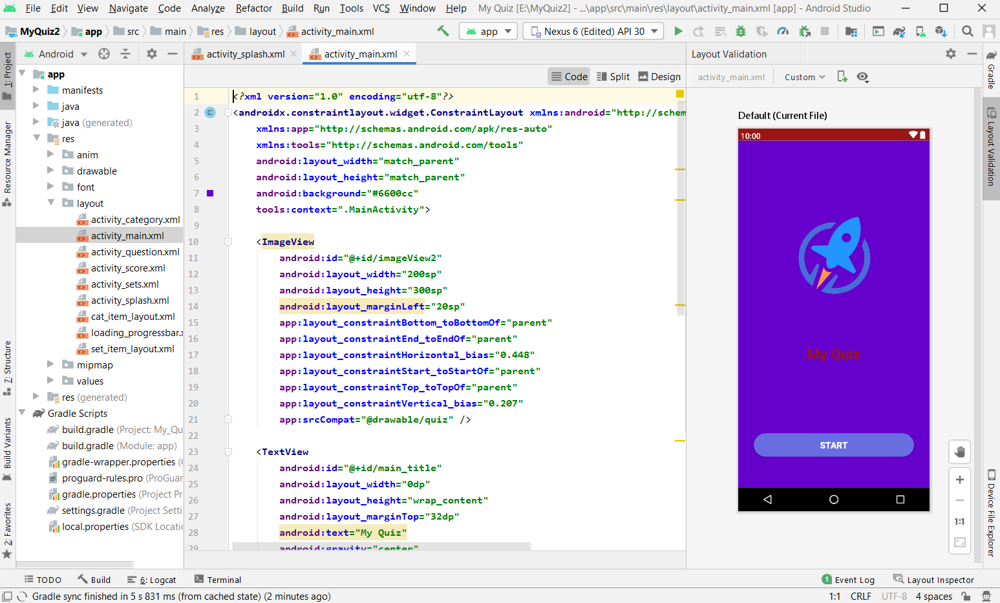 File Edit View Navigate Code Analyze Refactor Build Run Tools VCS Window Help My Quiz [E:\MyQuiz2] - ...\app\src\main\res\layout\activity_main.xml [app] - Android Studio
MyQuiz2 app src main res layout activity_main.xml app Nexus 6 (Edited) API 30
Android activity_splash.xml activity_main.xml Layout Validation
Code Split Design activity_main.xml Custom
1: Project
Resource Manager
7: Structure
Build Variants
2: Favorites
app
manifests
java
java (generated)
res
anim
drawable
font
layout
activity_category.xml
activity_main.xml
activity_question.xml
activity_score.xml
activity_sets.xml
activity_splash.xml
cat_item_layout.xml
loading_progressbar.x
set_item_layout.xml
mipmap
values
res (generated)
Gradle Scripts
build.gradle (Project: My_Qu
build.gradle (Module: app)
gradle-wrapper.properties (G
proguard-rules.pro (ProGuar
gradle.properties (Project Pr
settings.gradle (Project Setti
local.properties (SDK Locatic
1 <?xml version="1.0" encoding="utf-8"?>
2 C <androidx.constraintlayout.widget.ConstraintLayout xmlns:android="http://schem
3 xmlns:app="http://schemas.android.com/apk/res-auto"
4 xmlns:tools="http://schemas.android.com/tools"
5 android:layout_width="match_parent"
6 android:layout_height="match_parent"
7 android:background="#6600cc"
8 tools:context=".MainActivity">
9
10 <ImageView
11 android:id="@+id/imageView2"
12 android:layout_width="200sp"
13 android:layout_height="300sp"
14 android:layout_marginLeft="20sp"
15 app:layout_constraintBottom_toBottomOf="parent"
16 app:layout_constraintEnd_toEndOf="parent"
17 app:layout_constraintHorizontal_bias="0.448"
18 app:layout_constraintStart_toStartOf="parent"
19 app:layout_constraintTop_toTopOf="parent"
20 app:layout_constraintVertical_bias="0.207"
21 app:srcCompat="@drawable/quiz" />
22
23 <TextView
24 android:id="@+id/main_title"
25 android:layout_width="0dp"
26 android:layout_height="wrap_content"
27 android:layout_marginTop="32dp"
28 android:text="My Quiz"
29 android:gravity="center"
Default (Current File)
10:00
My Quiz
START
1:1
Gradle
Layout Validation
Device File Explorer
TODO Build 6: Logcat Terminal 1 Event Log Layout Inspector
Gradle sync finished in 5 s 831 ms (from cached state) (2 minutes ago) 1:1 CRLF UTF-8 4 spaces